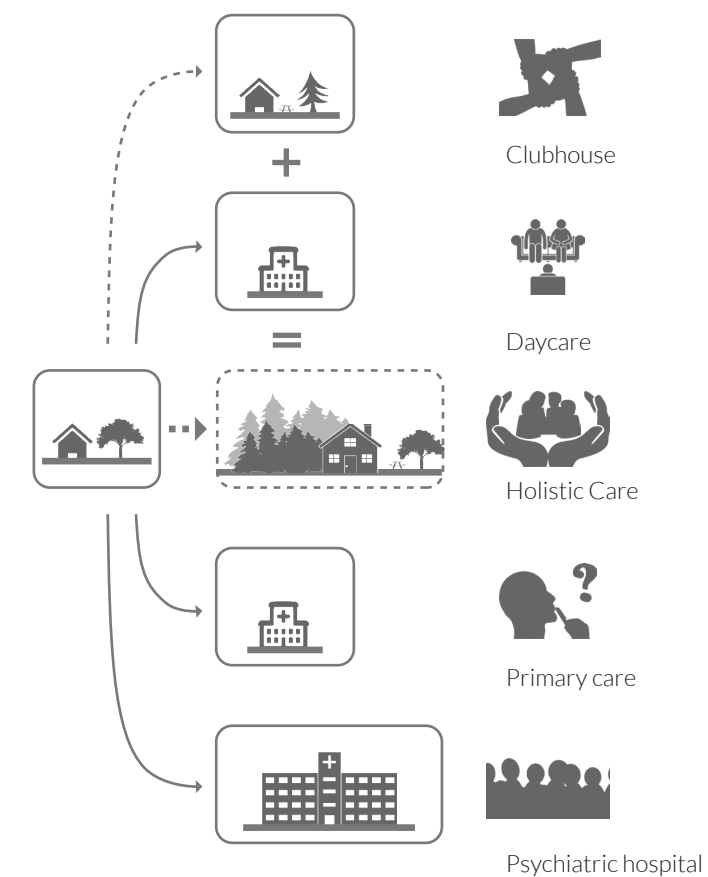 Clubhouse
Daycare
Holistic Care
Primary care
Psychiatric hospital